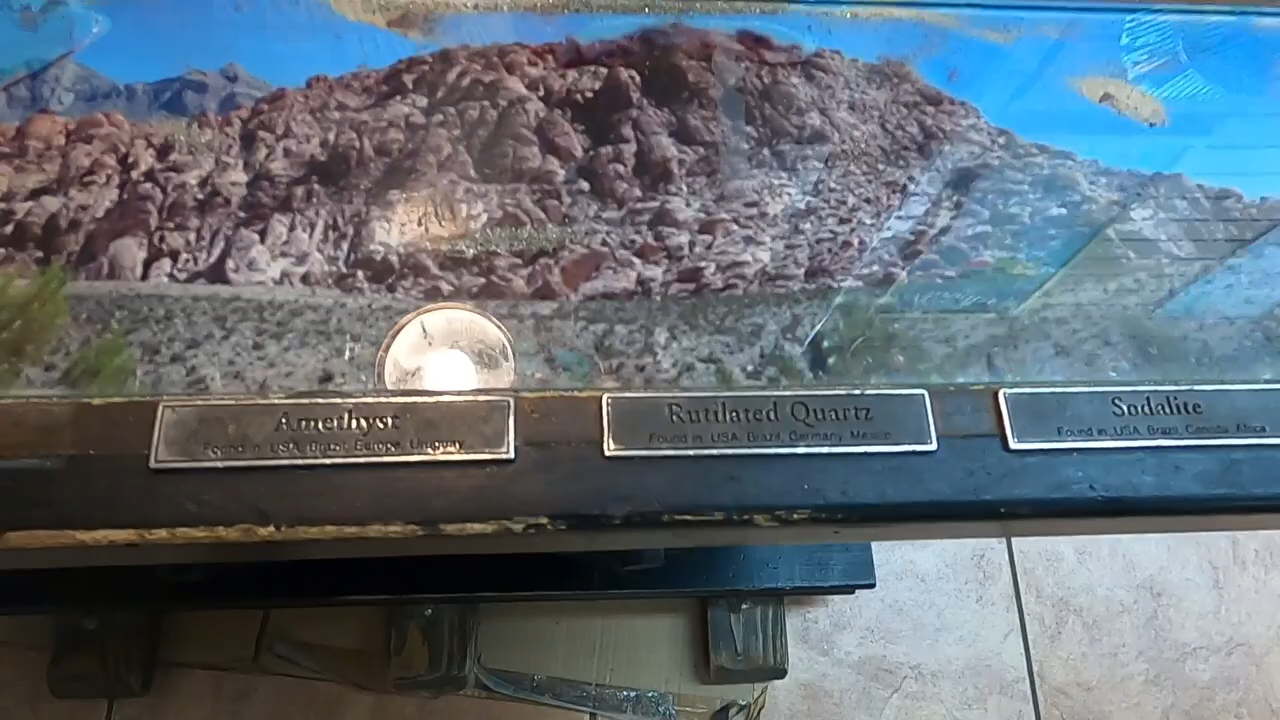 Amethyst
Found in: USA, Brazil, Europe, Uruguay
Rutilated Quartz
Found in: USA, Brazil, Germany, Mexico
Sodalite
Found in: USA, Brazil, Canada, Africa